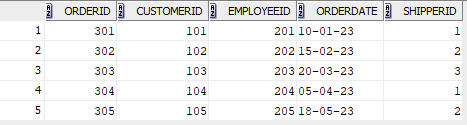 ORDERID CUSTOMERID EMPLOYEEID ORDERDATE SHIPPERID
1 301 101 201 10-01-23 1
2 302 102 202 15-02-23 2
3 303 103 203 20-03-23 3
4 304 104 204 05-04-23 1
5 305 105 205 18-05-23 2